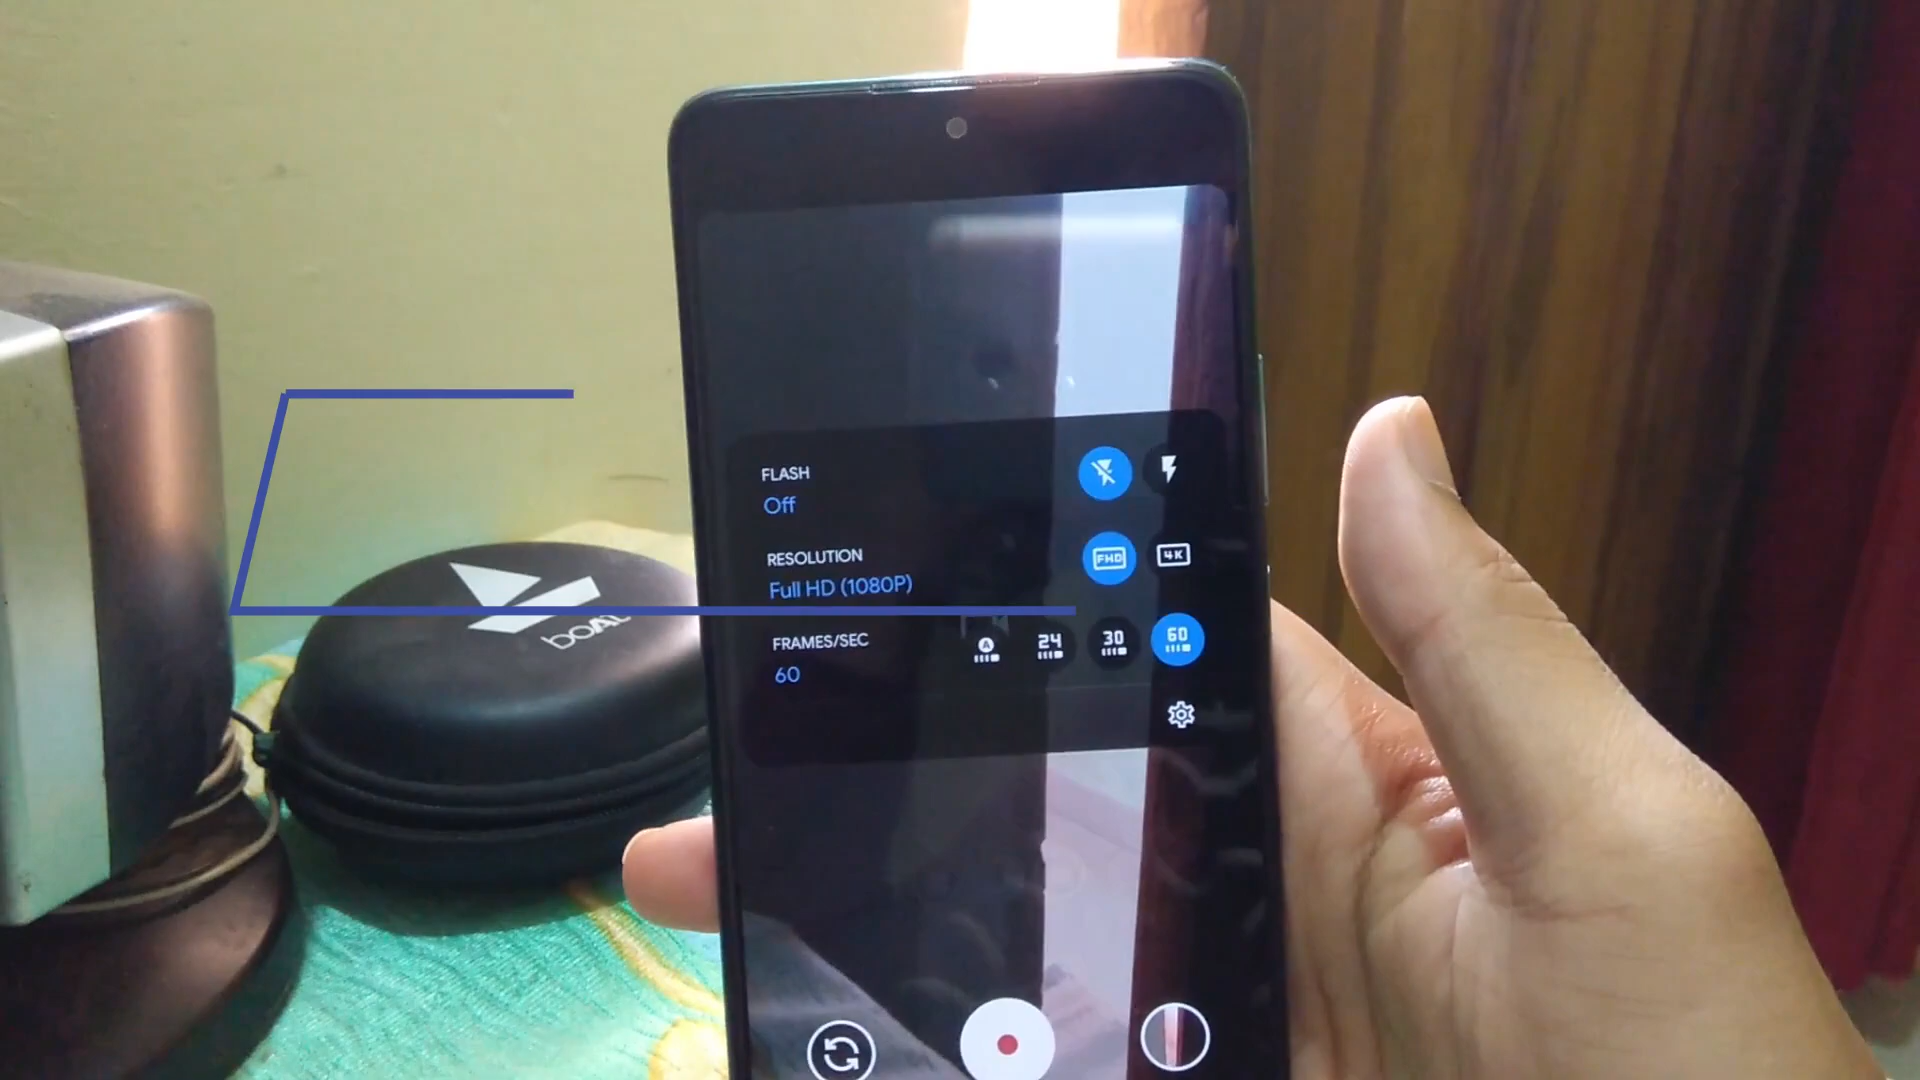 FLASH
Off
RESOLUTION
FHD
4K
Full HD (1080P)
boAt
FRAMES/SEC
A
24
30
60
60